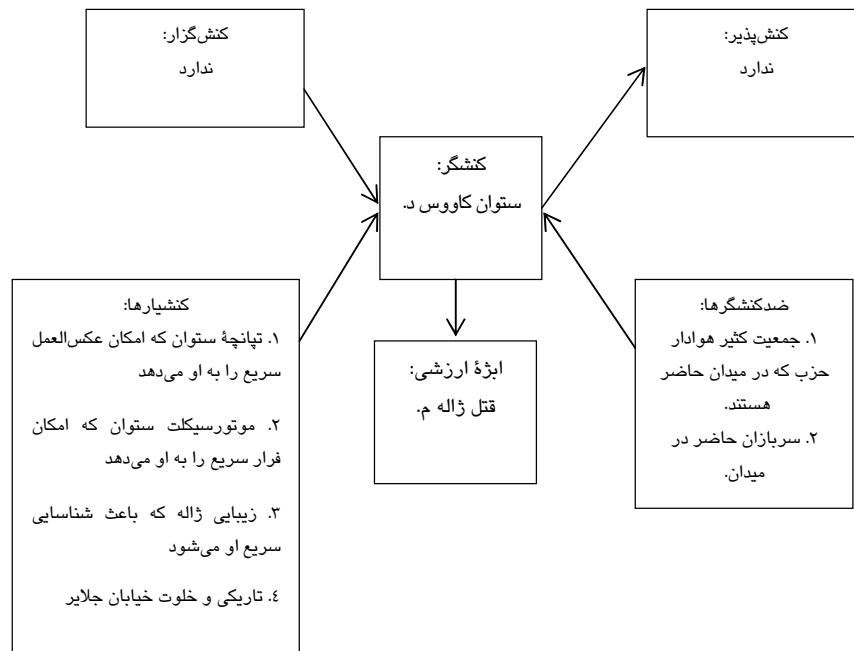 کنش‌پذیر:
ندارد
کنش‌گزار:
ندارد
کنشگر:
ستوان کاووس د.
ضدکنشگرها:
۱. جمعیت کثیر هوادار
حزب که در میدان حاضر
هستند.
۲. سربازان حاضر در
میدان.
ابژهٔ ارزشی:
قتل ژاله م.
کنشیارها:
۱. تپانچهٔ ستوان که امکان عکس‌العمل
سریع را به او می‌دهد
۲. موتورسیکلت ستوان که امکان
فرار سریع را به او می‌دهد
۳. زیبایی ژاله که باعث شناسایی
سریع او می‌شود
۴. تاریکی و خلوت خیابان جلایر